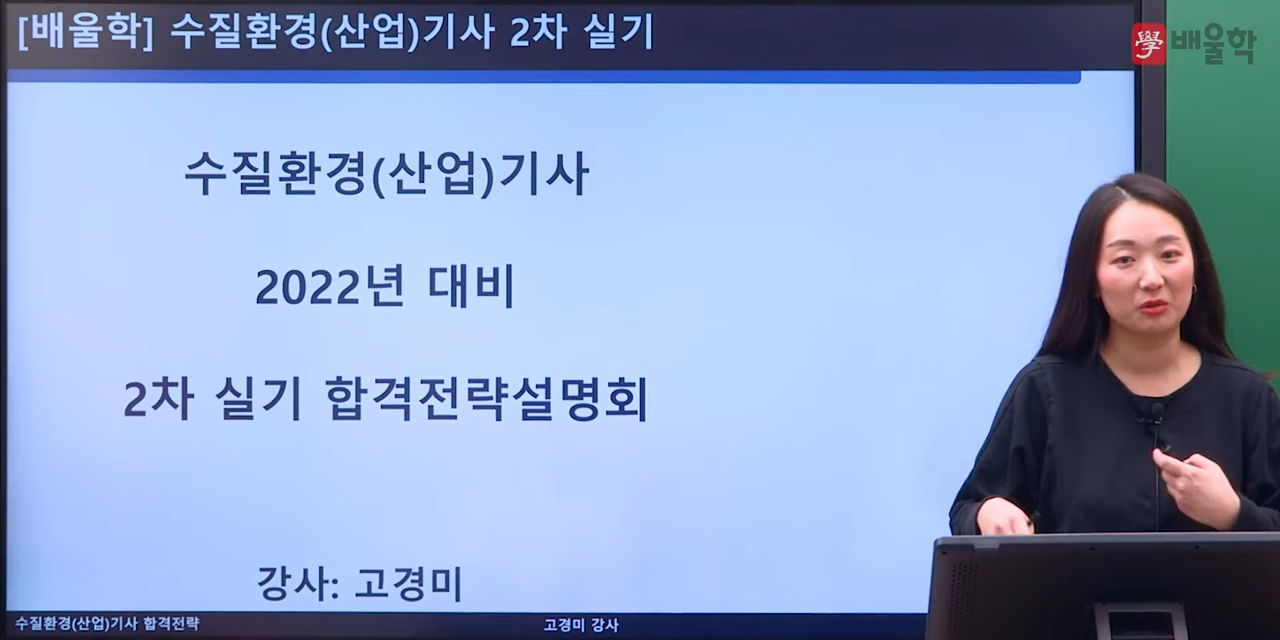 [배울학] 수질환경(산업)기사 2차 실기
學 배울학
수질환경(산업)기사
2022년 대비
2차 실기 합격전략설명회
강사: 고경미
수질환경(산업)기사 합격전략
고경미 강사